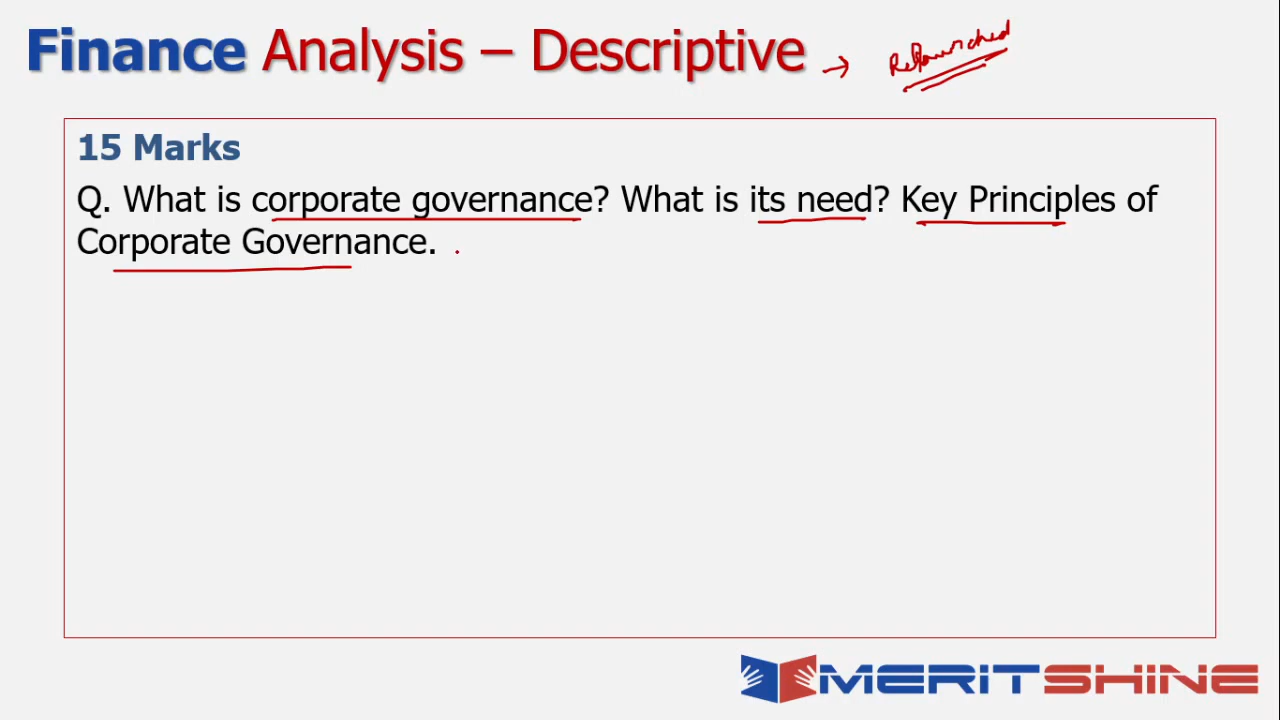 Finance Analysis – Descriptive → Relaunched
15 Marks
Q. What is corporate governance? What is its need? Key Principles of
Corporate Governance.
MERITSHINE